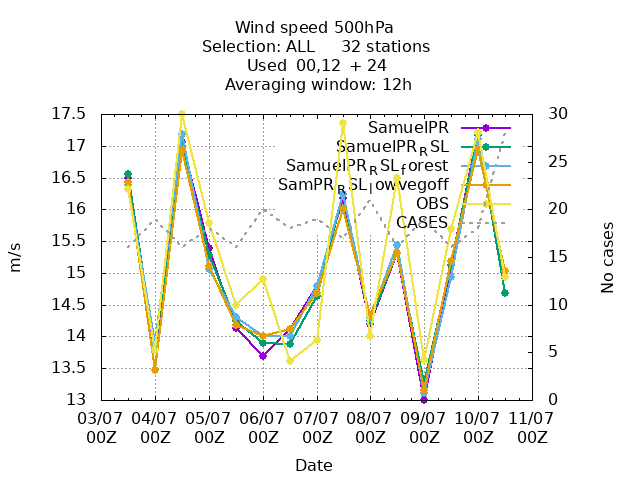 Wind speed 500hPa
Selection: ALL 32 stations
Used 00,12 + 24
Averaging window: 12h
17.5
17
16.5
16
15.5
15
14.5
14
13.5
13
30
25
20
15
10
5
0
m/s
No cases
SamuelPR
SamuelPRRSL
SamuelPRRSLforest
SamPRRSLlowvegoff
OBS
CASES
03/07 04/07 05/07 06/07 07/07 08/07 09/07 10/07 11/07
00Z 00Z 00Z 00Z 00Z 00Z 00Z 00Z 00Z
Date